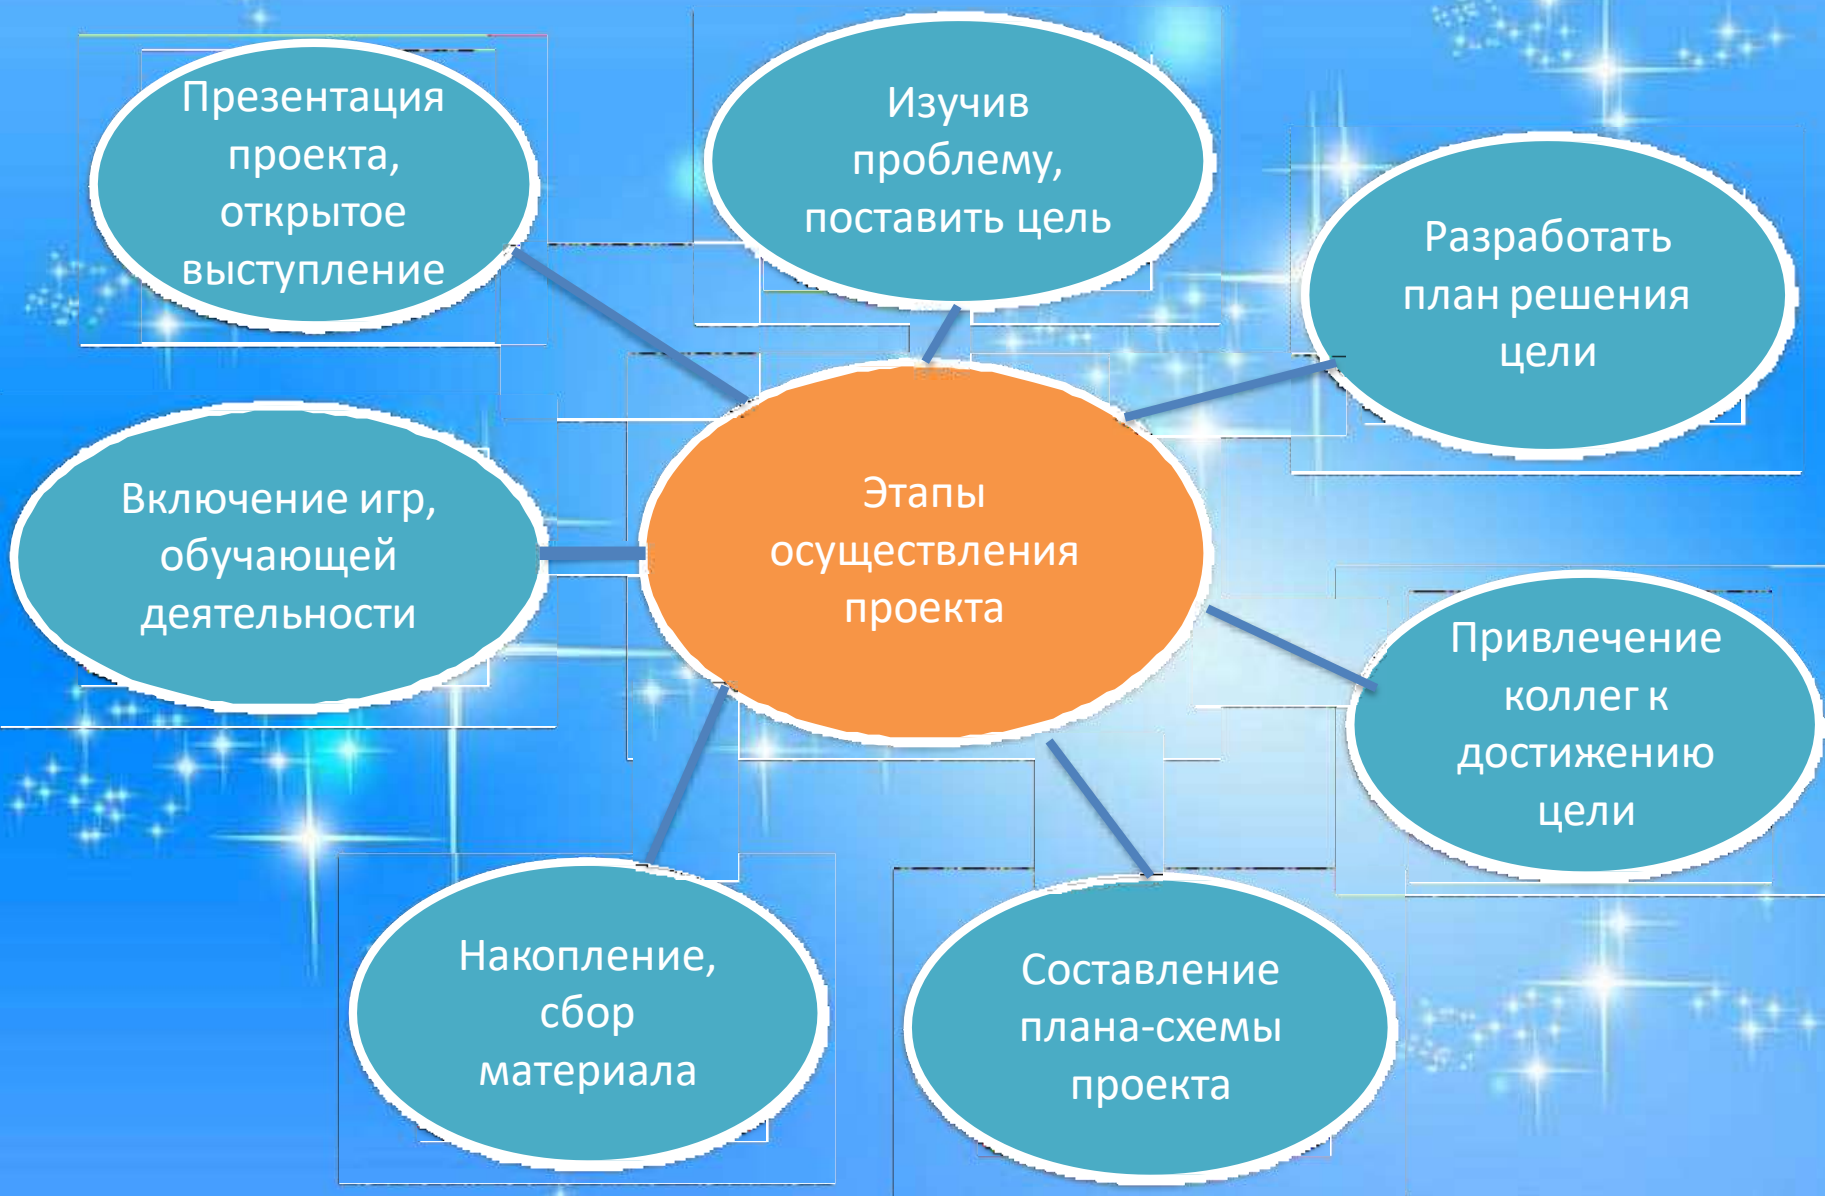 Презентация
проекта,
открытое
выступление
Изучив
проблему,
поставить цель
Разработать
план решения
цели
Включение игр,
обучающей
деятельности
Этапы
осуществления
проекта
Привлечение
коллег к
достижению
цели
Накопление,
сбор
материала
Составление
плана-схемы
проекта